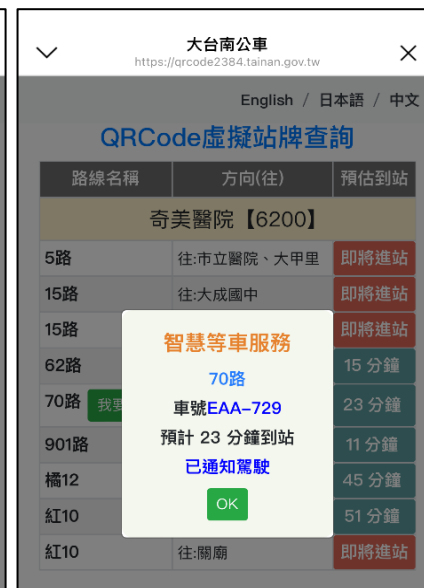 大台南公車
https://qrcode2384.tainan.gov.tw
English / 日本語 / 中文
QRCode虛擬站牌查詢
路線名稱 方向(往) 預估到站
奇美醫院【6200】
5路 往:市立醫院、大甲里 即將進站
15路 往:大成國中 即將進站
15路 即將進站
62路 15 分鐘
70路 我要 23 分鐘
901路 11 分鐘
橘12 45 分鐘
紅10 51 分鐘
紅10 往:關廟 即將進站
智慧等車服務
70路
車號EAA-729
預計 23 分鐘到站
已通知駕駛
OK